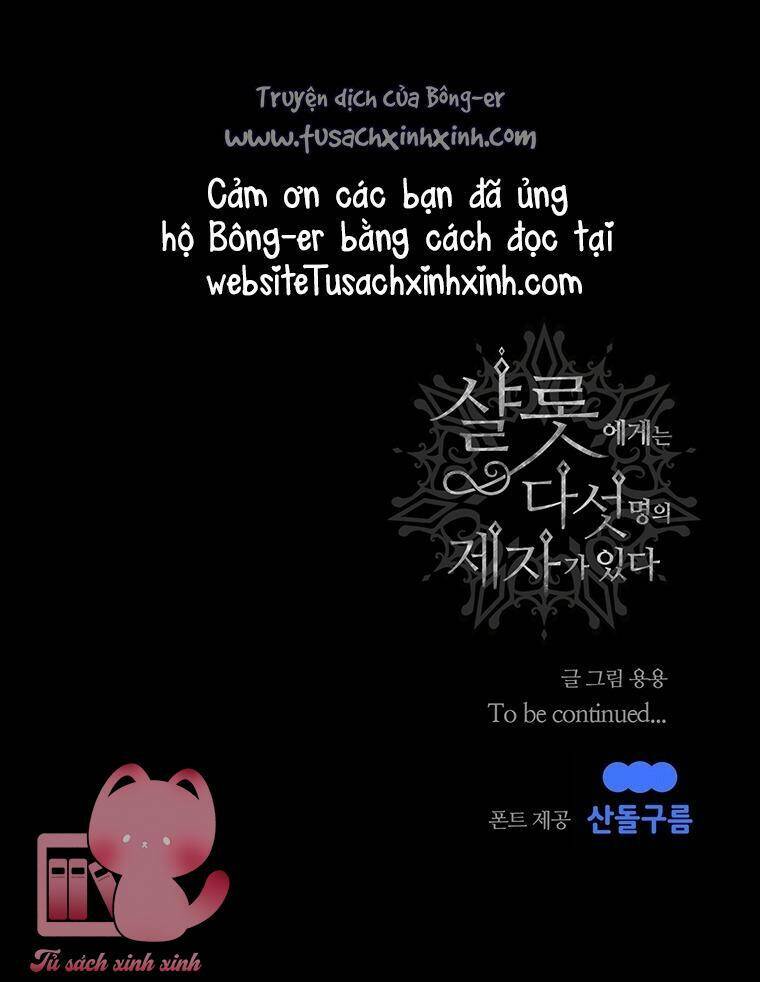 Truyện dịch của Bông-er
www.tusachxinhxinh.com
Cảm ơn các bạn đã ủng
hộ Bông-er bằng cách đọc tại
websiteTusachxinhxinh.com
샬롯에게는
다섯명의
제자가 있다
글 그림 용용
To be continued...
폰트 제공 산돌구름
Tủ sách xinh xinh